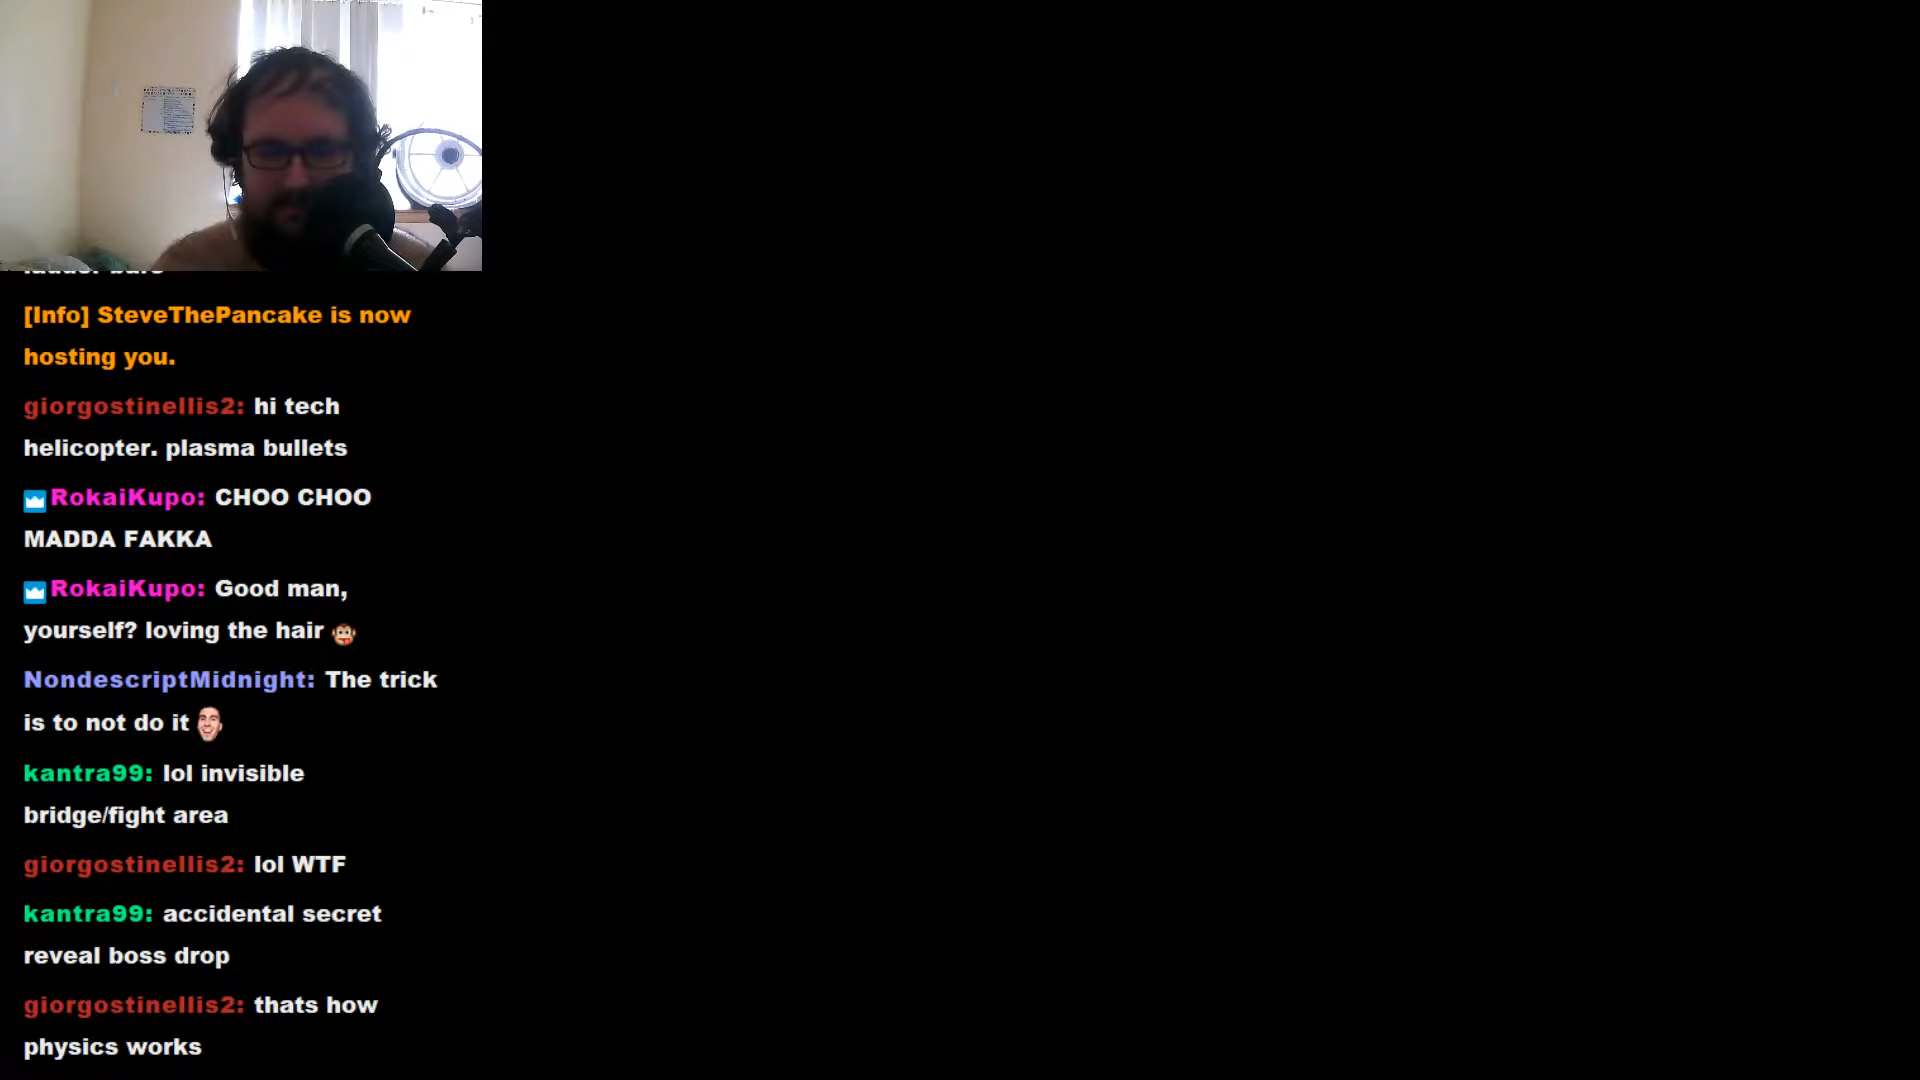 [Info] SteveThePancake is now
hosting you.
giorgostinellis2: hi tech
helicopter. plasma bullets
RokaiKupo: CHOO CHOO
MADDA FAKKA
RokaiKupo: Good man,
yourself? loving the hair
NondescriptMidnight: The trick
is to not do it
kantra99: lol invisible
bridge/fight area
giorgostinellis2: lol WTF
kantra99: accidental secret
reveal boss drop
giorgostinellis2: thats how
physics works